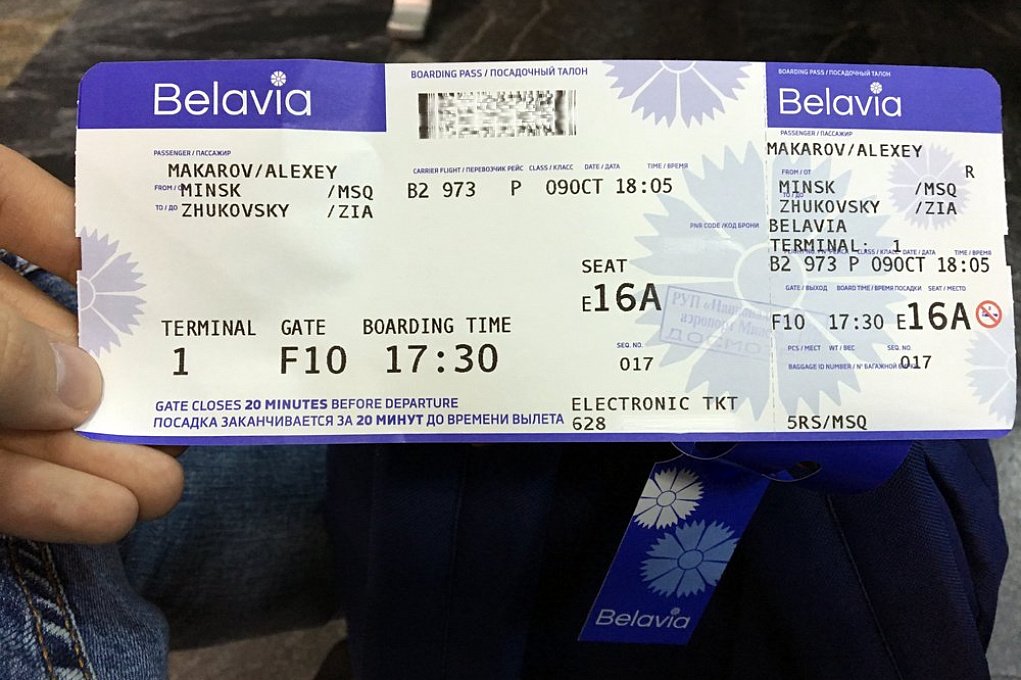 Belavia
BOARDING PASS / ПОСАДОЧНЫЙ ТАЛОН
PASSENGER / ПАССАЖИР
MAKAROV/ALEXEY
FROM / ОТ
MINSK /MSQ
TO / ДО
ZHUKOVSKY /ZIA
CARRIER FLIGHT / ПЕРЕВОЗЧИК РЕЙС CLASS / КЛАСС DATE / ДАТА TIME / ВРЕМЯ
B2 973 P 09OCT 18:05
PNR CODE / КОД БРОНИ
SEAT
E16A
РУП «Национ
аэропорт Минск
ДОСМО
TERMINAL GATE BOARDING TIME
1 F10 17:30
SEQ. NO.
017
GATE CLOSES 20 MINUTES BEFORE DEPARTURE
ПОСАДКА ЗАКАНЧИВАЕТСЯ ЗА 20 МИНУТ ДО ВРЕМЕНИ ВЫЛЕТА
ELECTRONIC TKT
628
BOARDING PASS / ПОСАДОЧНЫЙ ТАЛОН
Belavia
PASSENGER / ПАССАЖИР
MAKAROV/ALEXEY
R
FROM / ОТ
MINSK /MSQ
TO / ДО
ZHUKOVSKY /ZIA
BELAVIA
TERMINAL: 1
CLASS / КЛАСС DATE / ДАТА TIME / ВРЕМЯ
B2 973 P 09OCT 18:05
GATE / ВЫХОД BOARD TIME / ВРЕМЯ ПОСАДКИ SEAT / МЕСТО
F10 17:30 E16A
PCS / МЕСТ WT / ВЕС SEQ. NO.
017
BAGGAGE ID NUMBER / № БАГАЖНОЙ
5RS/MSQ
Belavia